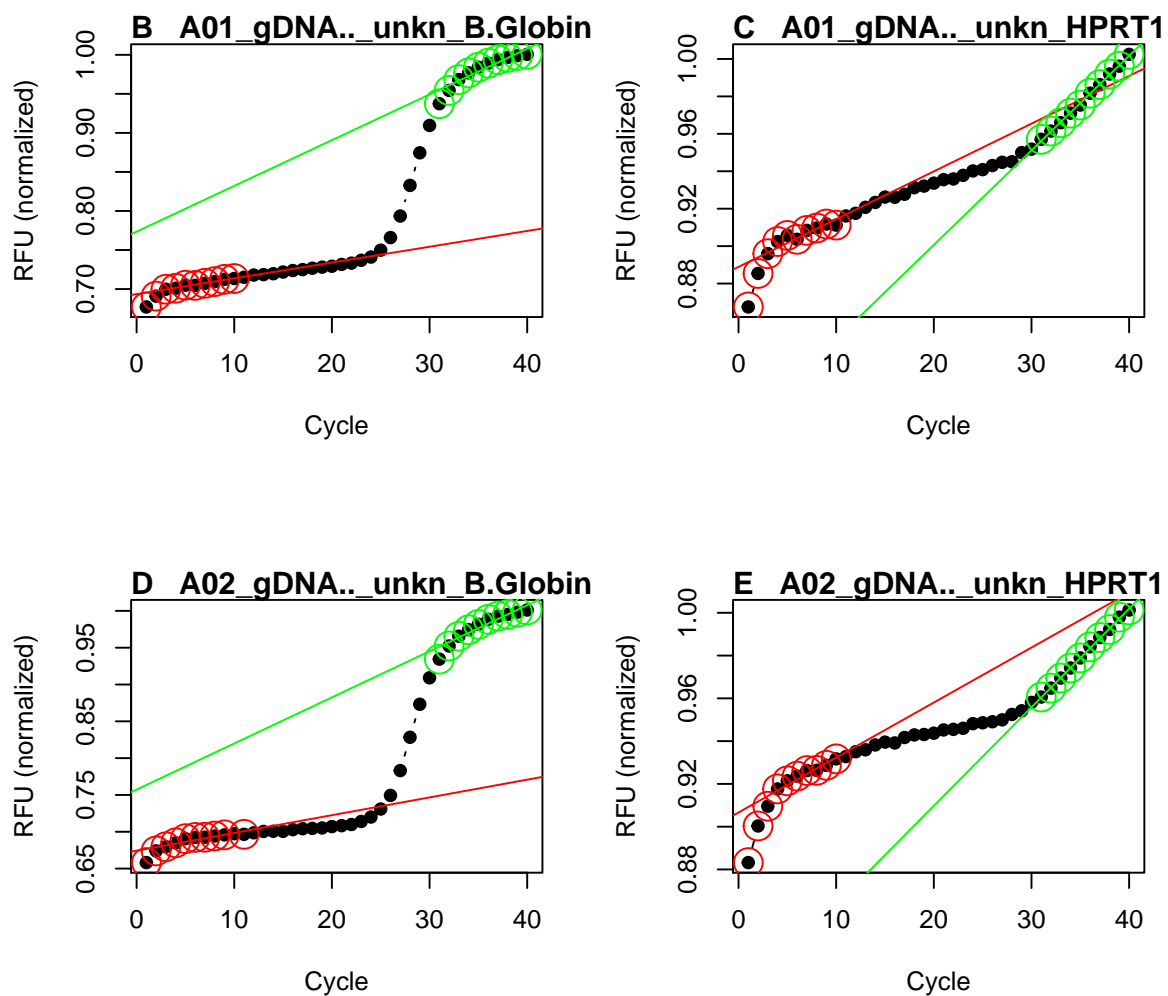 B A01_gDNA.._unkn_B.Globin
RFU (normalized)
0.70 0.80 0.90 1.00
0 10 20 30 40
Cycle
C A01_gDNA.._unkn_HPRT1
RFU (normalized)
0.88 0.92 0.96 1.00
0 10 20 30 40
Cycle
D A02_gDNA.._unkn_B.Globin
RFU (normalized)
0.65 0.75 0.85 0.95
0 10 20 30 40
Cycle
E A02_gDNA.._unkn_HPRT1
RFU (normalized)
0.88 0.92 0.96 1.00
0 10 20 30 40
Cycle